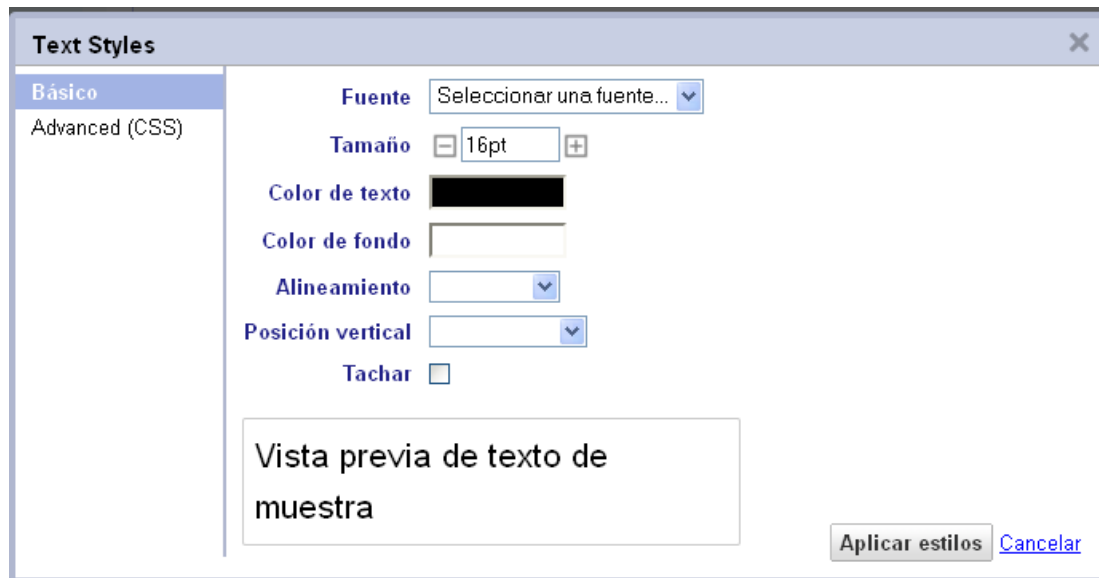 Text Styles
Básico
Advanced (CSS)
Fuente Seleccionar una fuente...
Tamaño 16pt
Color de texto
Color de fondo
Alineamiento
Posición vertical
Tachar
Vista previa de texto de
muestra
Aplicar estilos Cancelar